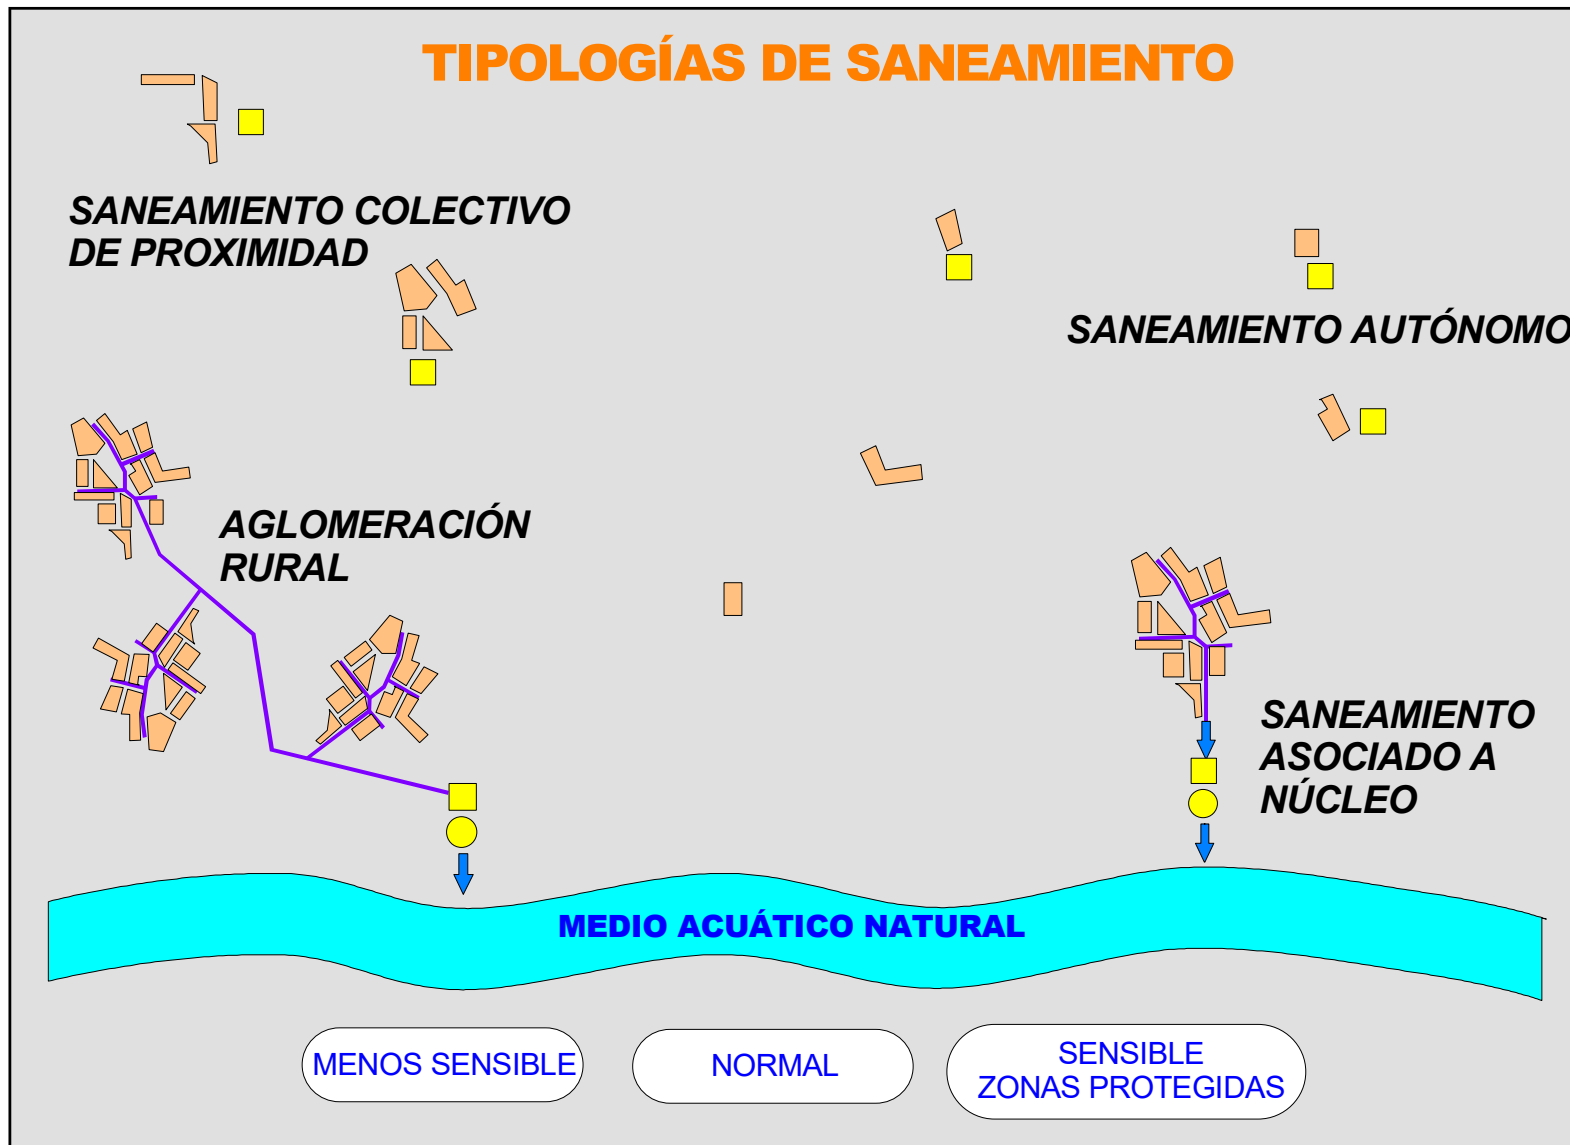 TIPOLOGÍAS DE SANEAMIENTO
SANEAMIENTO COLECTIVO
DE PROXIMIDAD
SANEAMIENTO AUTÓNOMO
AGLOMERACIÓN
RURAL
SANEAMIENTO
ASOCIADO A
NÚCLEO
MEDIO ACUÁTICO NATURAL
MENOS SENSIBLE
NORMAL
SENSIBLE
ZONAS PROTEGIDAS